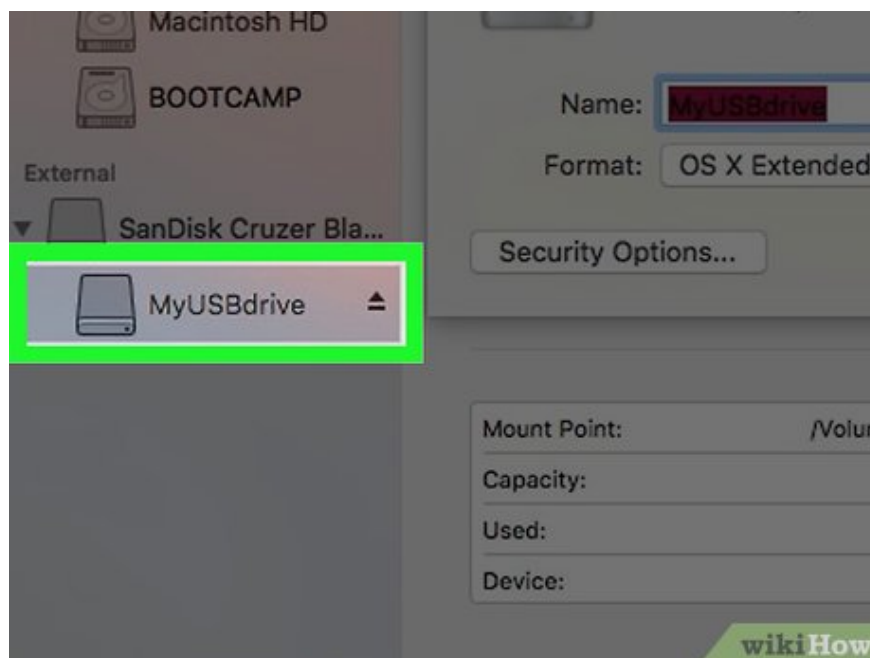 Macintosh HD
BOOTCAMP
External
SanDisk Cruzer Bla...
MyUSBdrive
Name: MyUSBdrive
Format: OS X Extended
Security Options...
Mount Point: /Volu
Capacity:
Used:
Device:
wikiHow